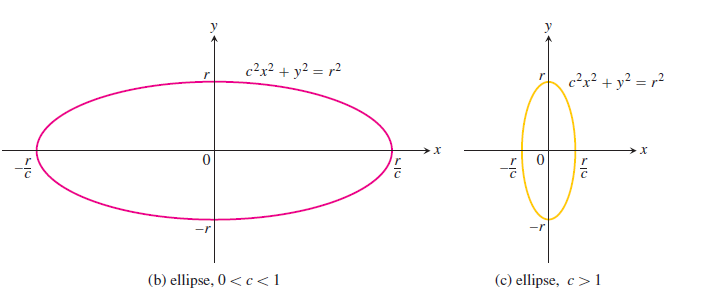 y
r
c²x² + y² = r²
x
0
-r/c
r/c
-r
(b) ellipse, 0 < c < 1
y
r
c²x² + y² = r²
x
0
-r/c
r/c
-r
(c) ellipse, c > 1